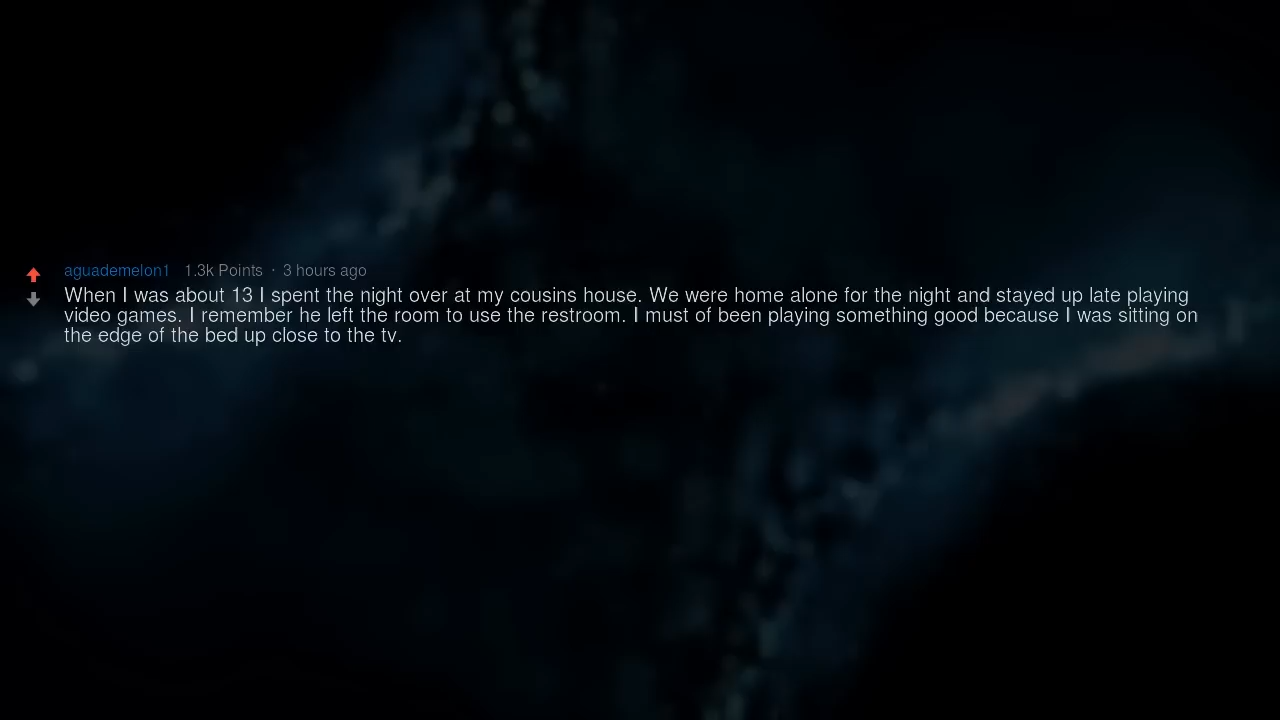 aguademelon1 1.3k Points · 3 hours ago
When I was about 13 I spent the night over at my cousins house. We were home alone for the night and stayed up late playing
video games. I remember he left the room to use the restroom. I must of been playing something good because I was sitting on
the edge of the bed up close to the tv.